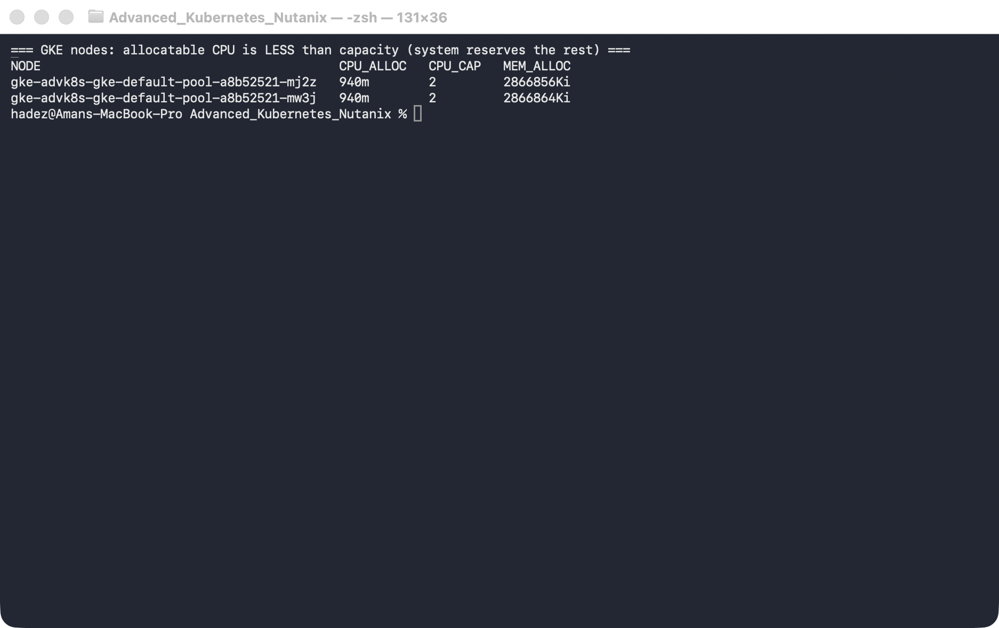 Advanced_Kubernetes_Nutanix — -zsh — 131×36
=== GKE nodes: allocatable CPU is LESS than capacity (system reserves the rest) ===
NODE                                        CPU_ALLOC   CPU_CAP   MEM_ALLOC
gke-advk8s-gke-default-pool-a8b52521-mj2z   940m        2         2866856Ki
gke-advk8s-gke-default-pool-a8b52521-mw3j   940m        2         2866864Ki
hadez@Amans-MacBook-Pro Advanced_Kubernetes_Nutanix %